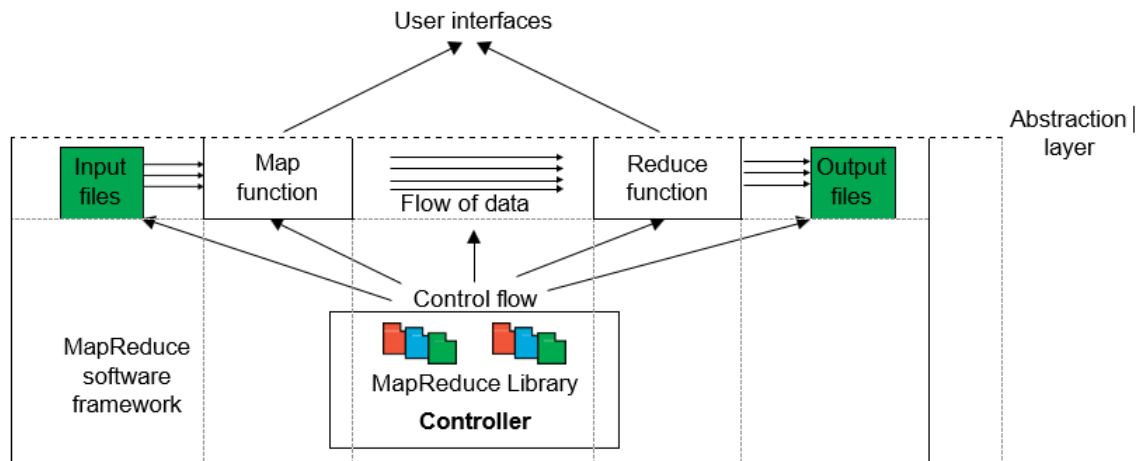 User interfaces
Abstraction
layer
Input
files
Map
function
Flow of data
Reduce
function
Output
files
Control flow
MapReduce
software
framework
MapReduce Library
Controller